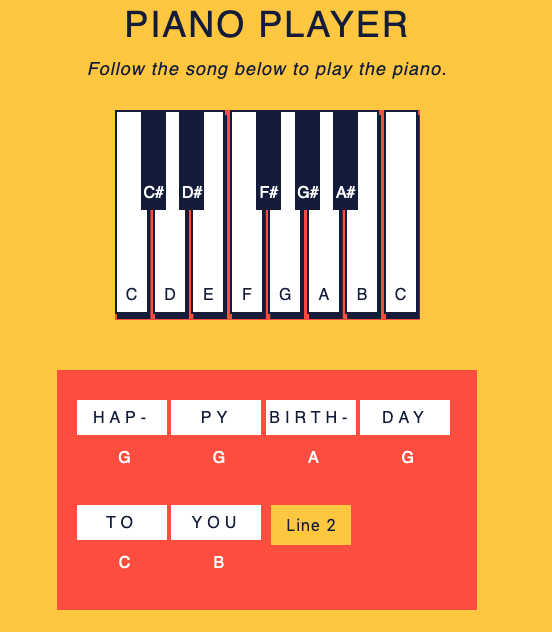 PIANO PLAYER
Follow the song below to play the piano.
C# D# F# G# A#
C D E F G A B C
HAP- PY BIRTH- DAY
G G A G
TO YOU Line 2
C B